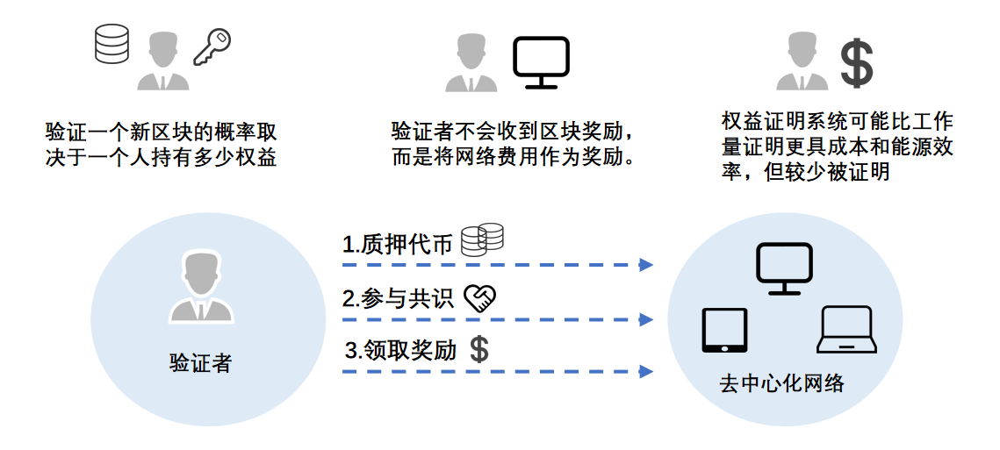 验证一个新区块的概率取
决于一个人持有多少权益
验证者不会收到区块奖励，
而是将网络费用作为奖励。
权益证明系统可能比工作
量证明更具成本和能源效
率，但较少被证明
1.质押代币
2.参与共识
3.领取奖励
验证者
去中心化网络